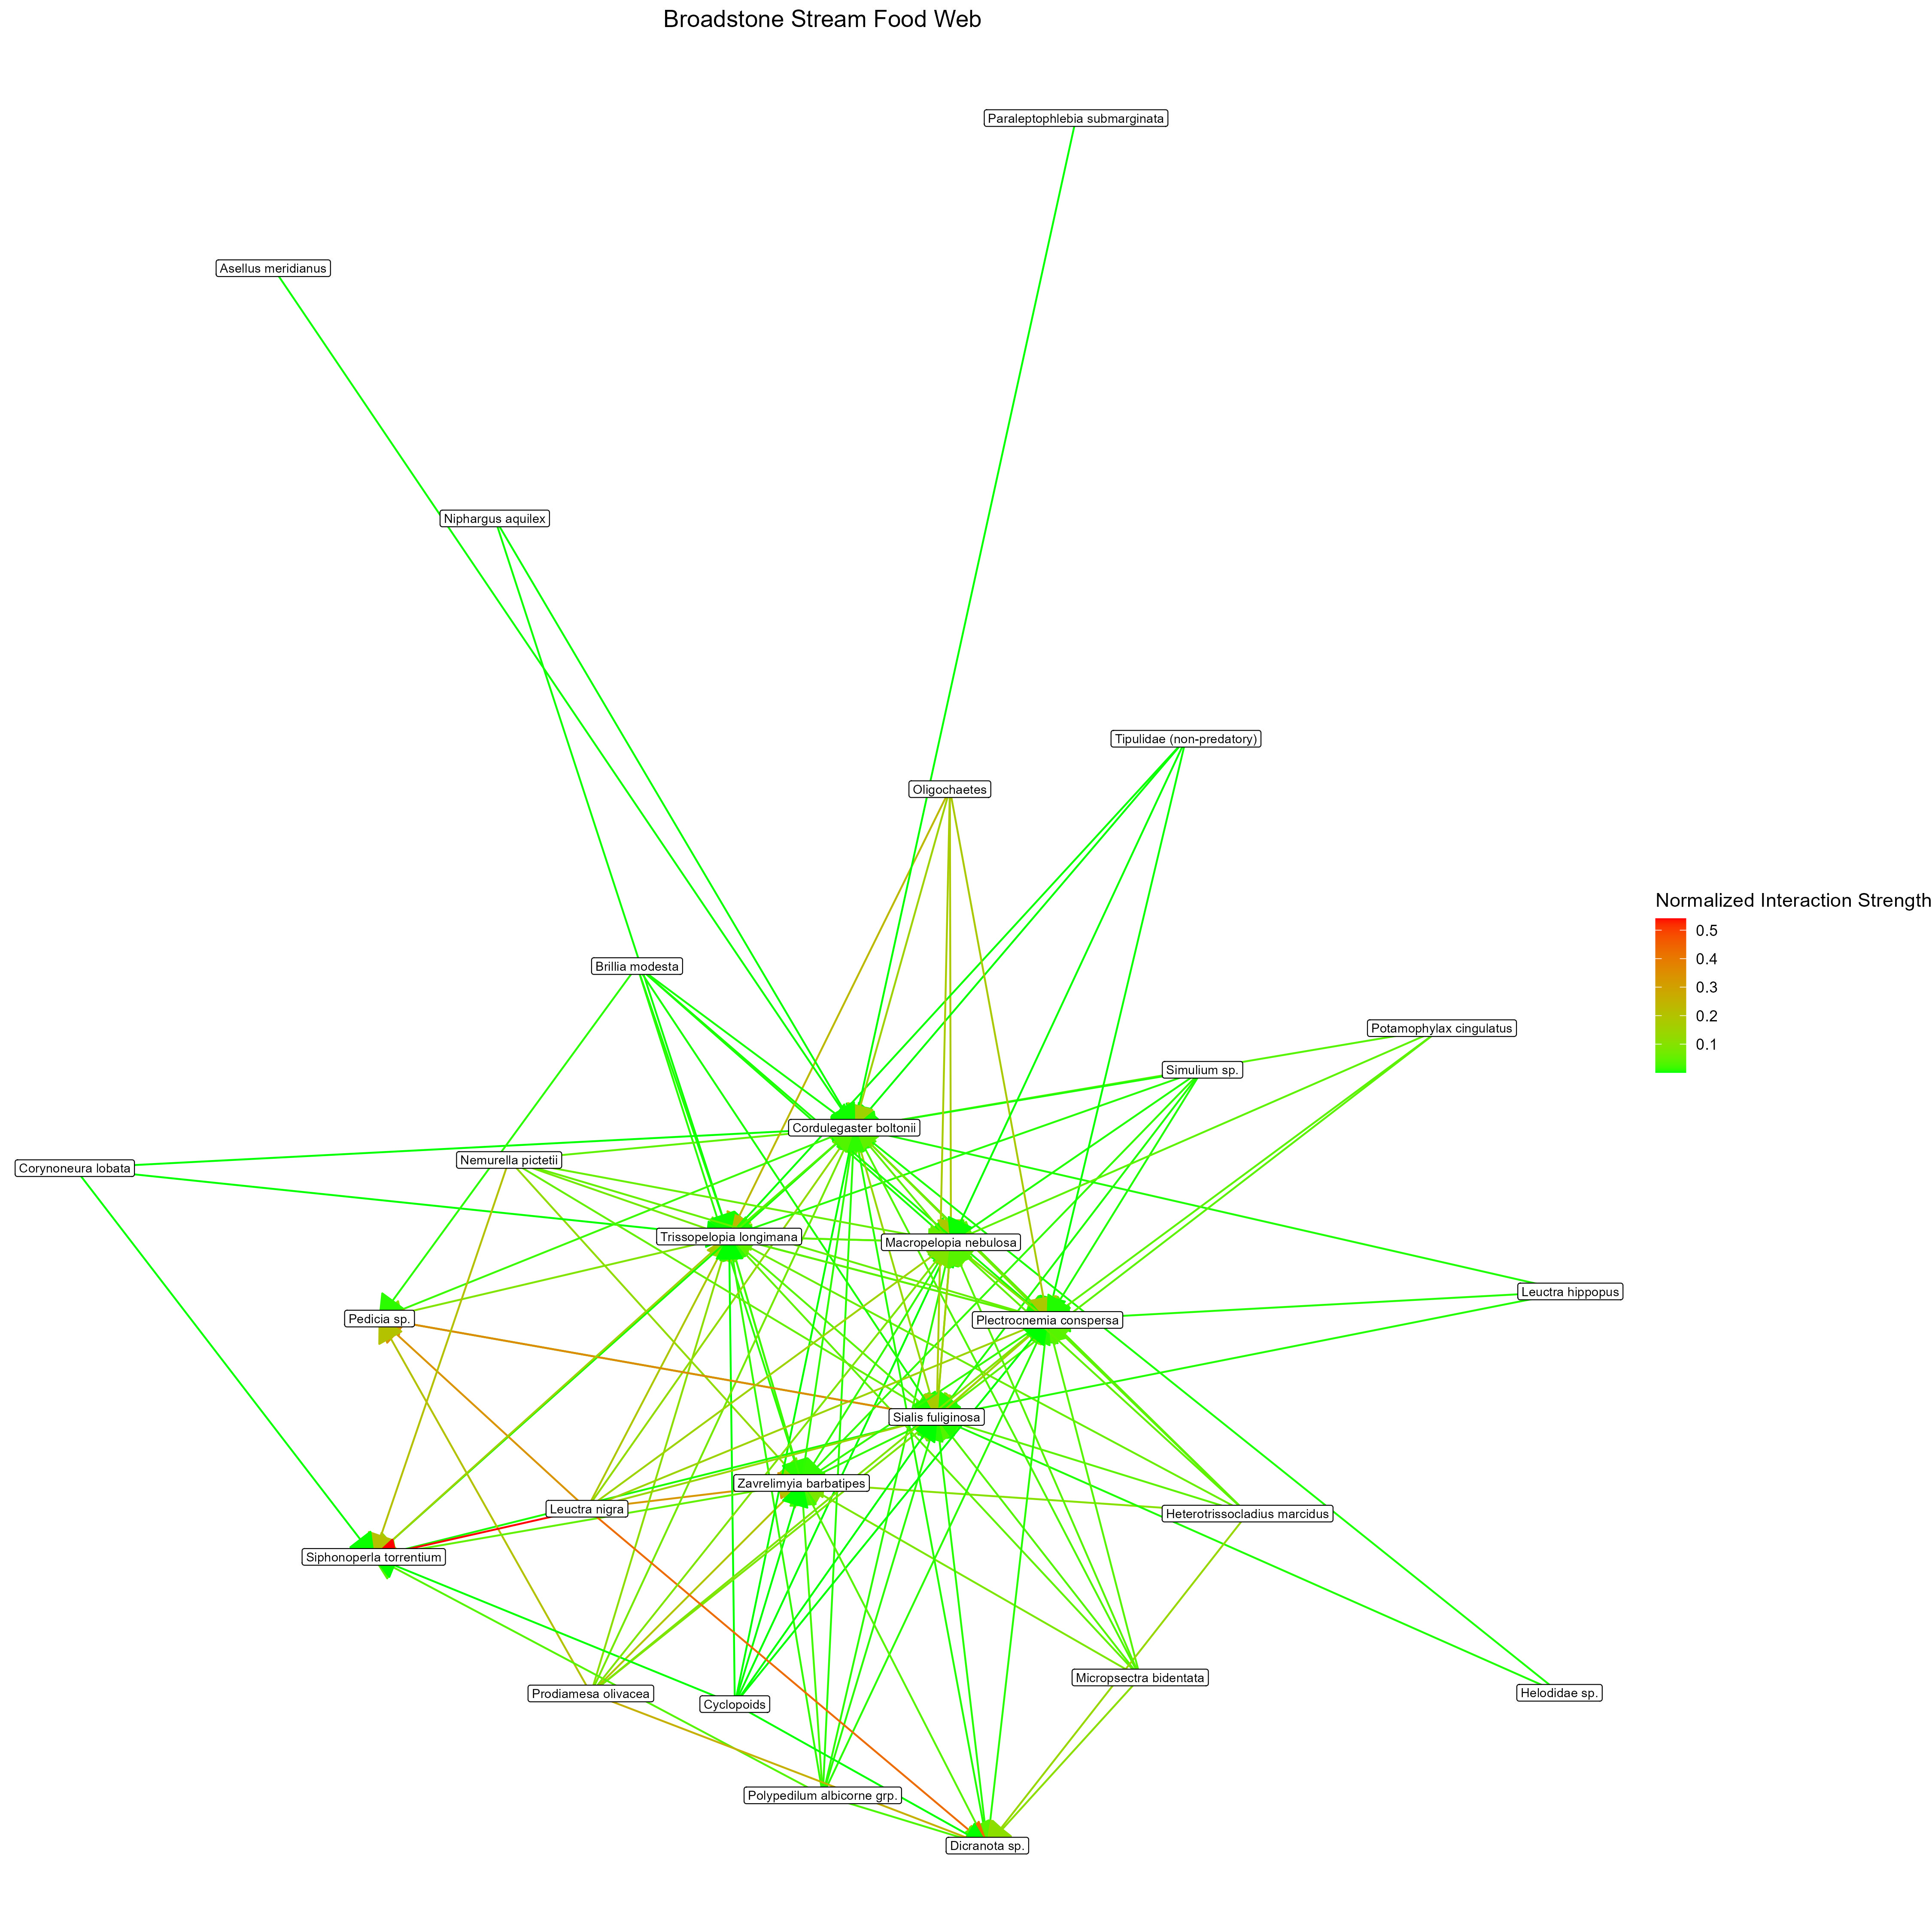 Broadstone Stream Food Web
Paraleptophlebia submarginata
Asellus meridianus
Niphargus aquilex
Tipulidae (non-predatory)
Oligochaetes
Normalized Interaction Strength
0.5
0.4
0.3
0.2
0.1
Brillia modesta
Potamophylax cingulatus
Simulium sp.
Cordulegaster boltonii
Nemurella pictetii
Corynoneura lobata
Trissopelopia longimana
Macropelopia nebulosa
Leuctra hippopus
Pedicia sp.
Plectrocnemia conspersa
Sialis fuliginosa
Zavrelimyia barbatipes
Leuctra nigra
Heterotrissocladius marcidus
Siphonoperla torrentium
Micropsectra bidentata
Prodiamesa olivacea
Helodidae sp.
Cyclopoids
Polypedilum albicorne grp.
Dicranota sp.